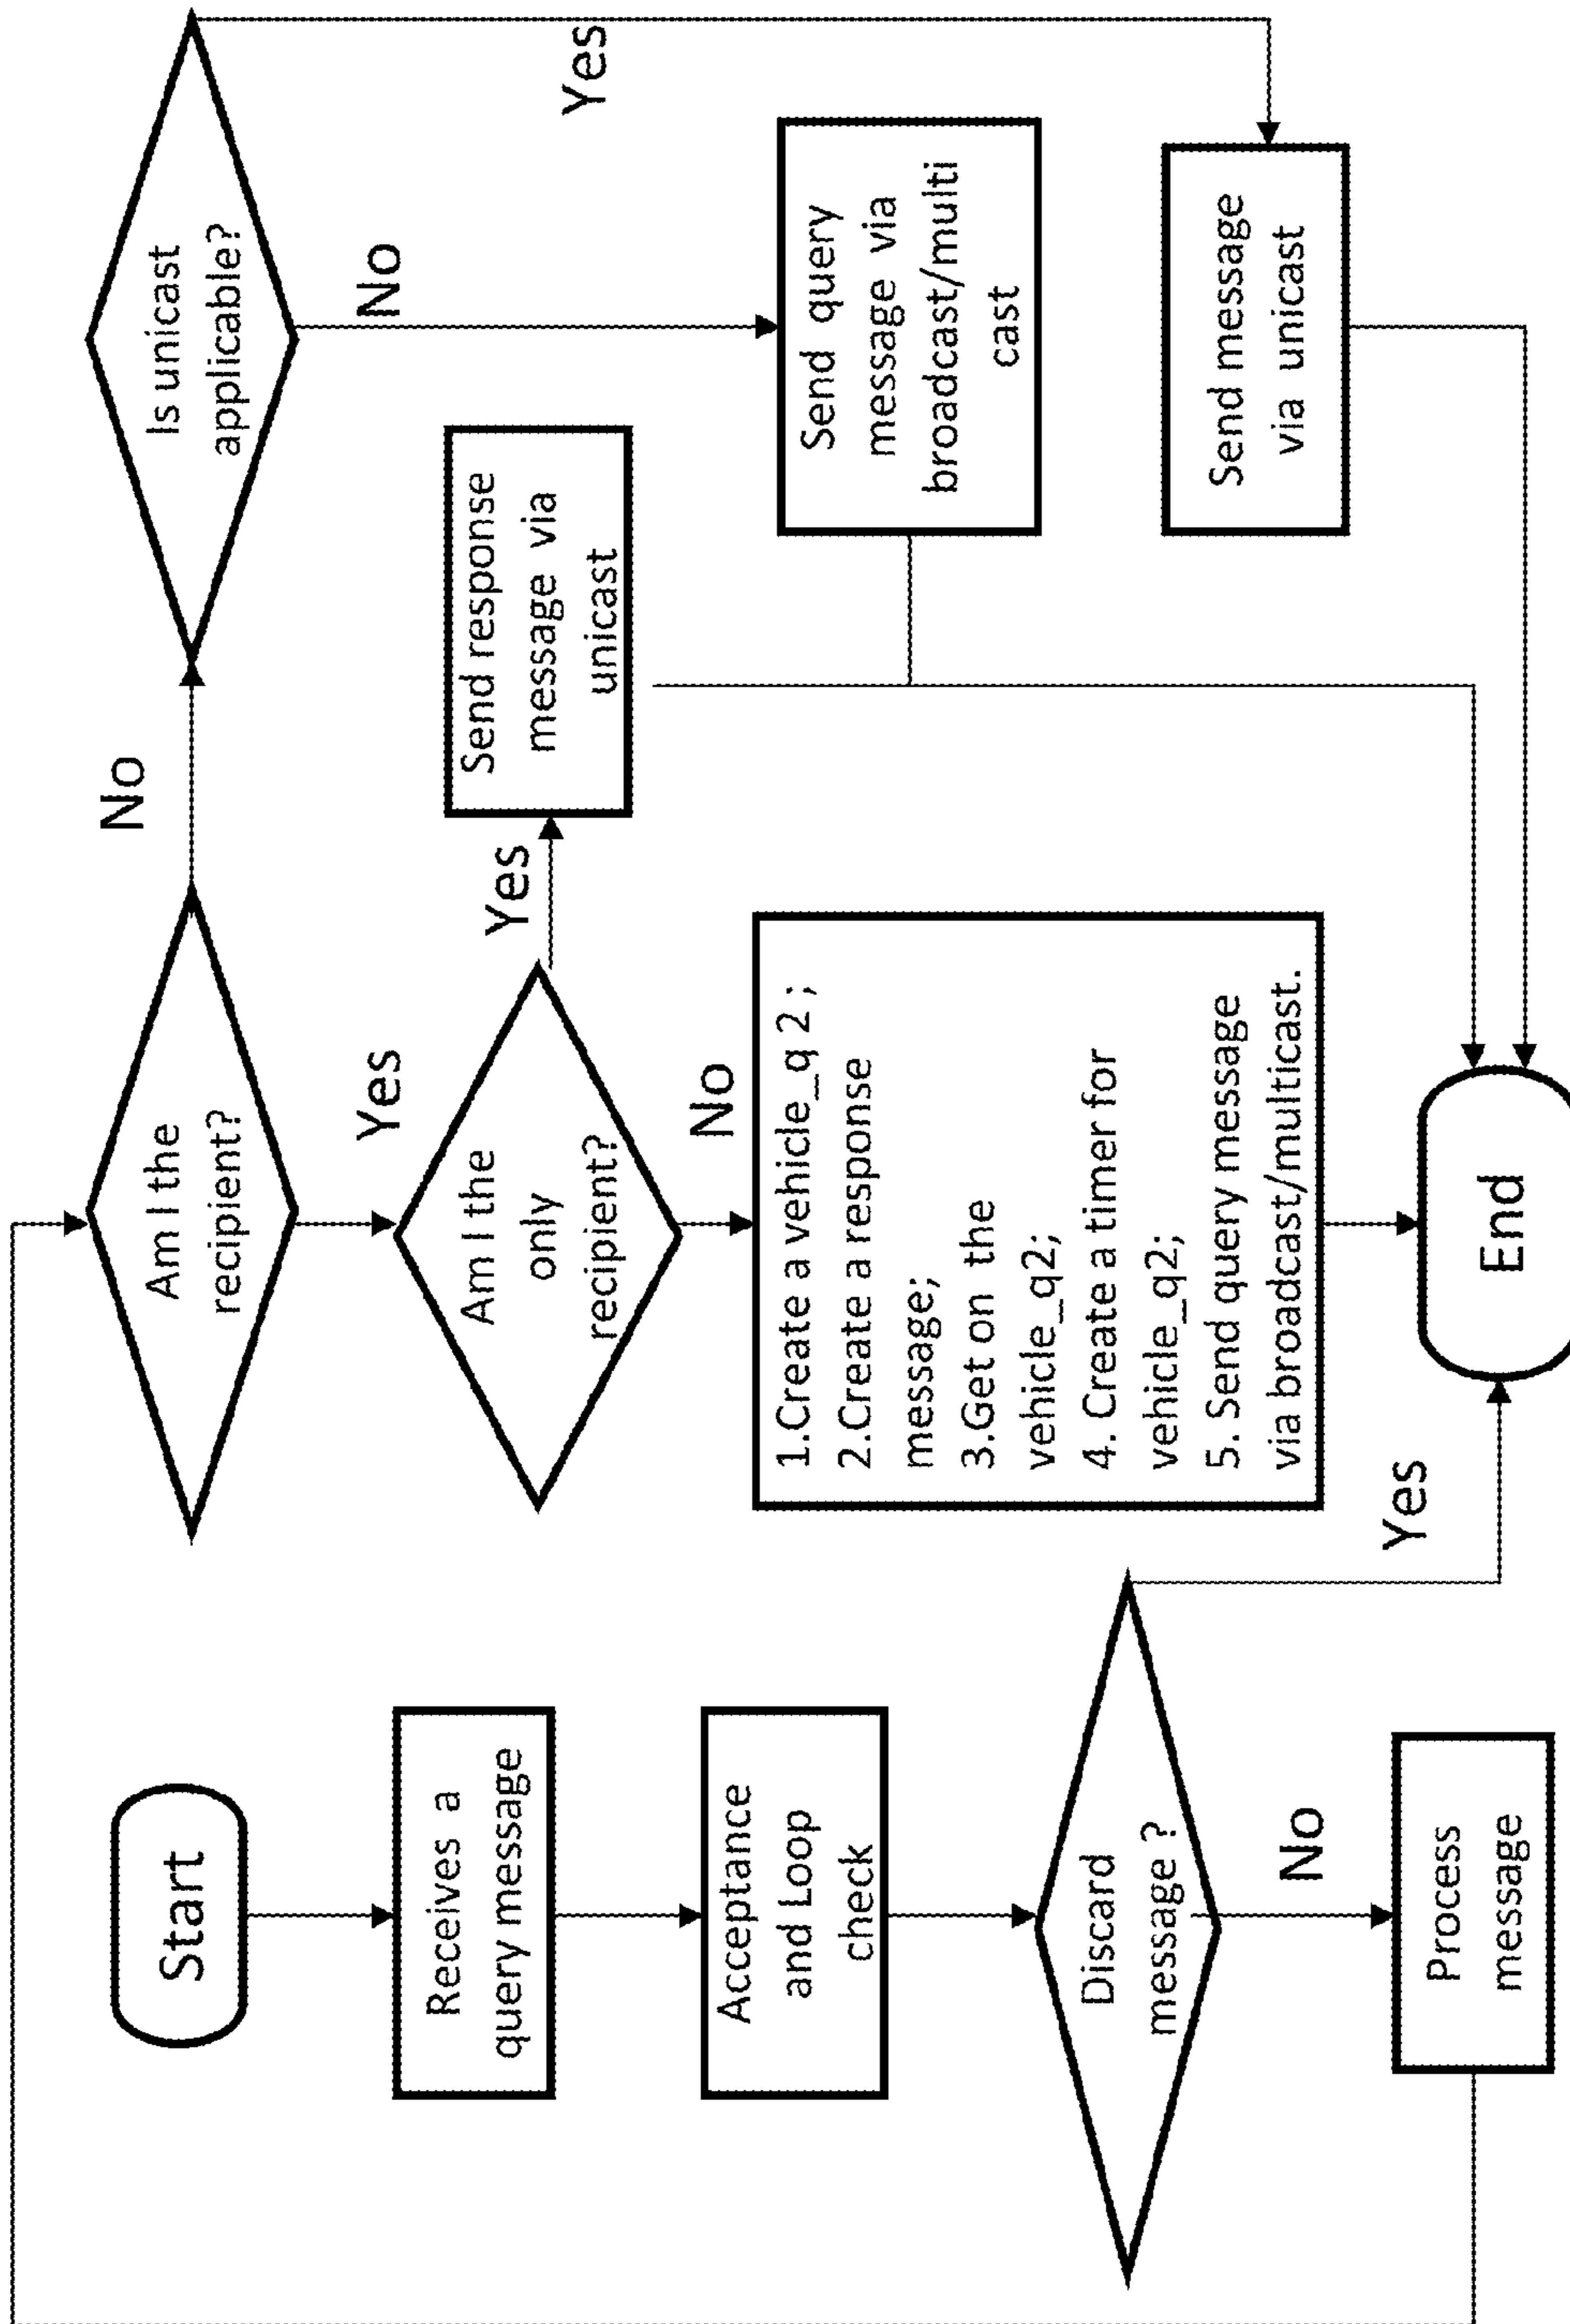 Start
Receives a
query message
Acceptance
and Loop
check
Discard
message ?
Yes
No
Process
message
Am I the
recipient?
No
Yes
Am I the
only
recipient?
Yes
No
1.Create a vehicle_q 2 ;
2.Create a response
message;
3.Get on the
vehicle_q2;
4. Create a timer for
vehicle_q2;
5. Send query message
via broadcast/multicast.
End
Send response
message via
unicast
Is unicast
applicable?
No
Yes
Send query
message via
broadcast/multi
cast
Send message
via unicast